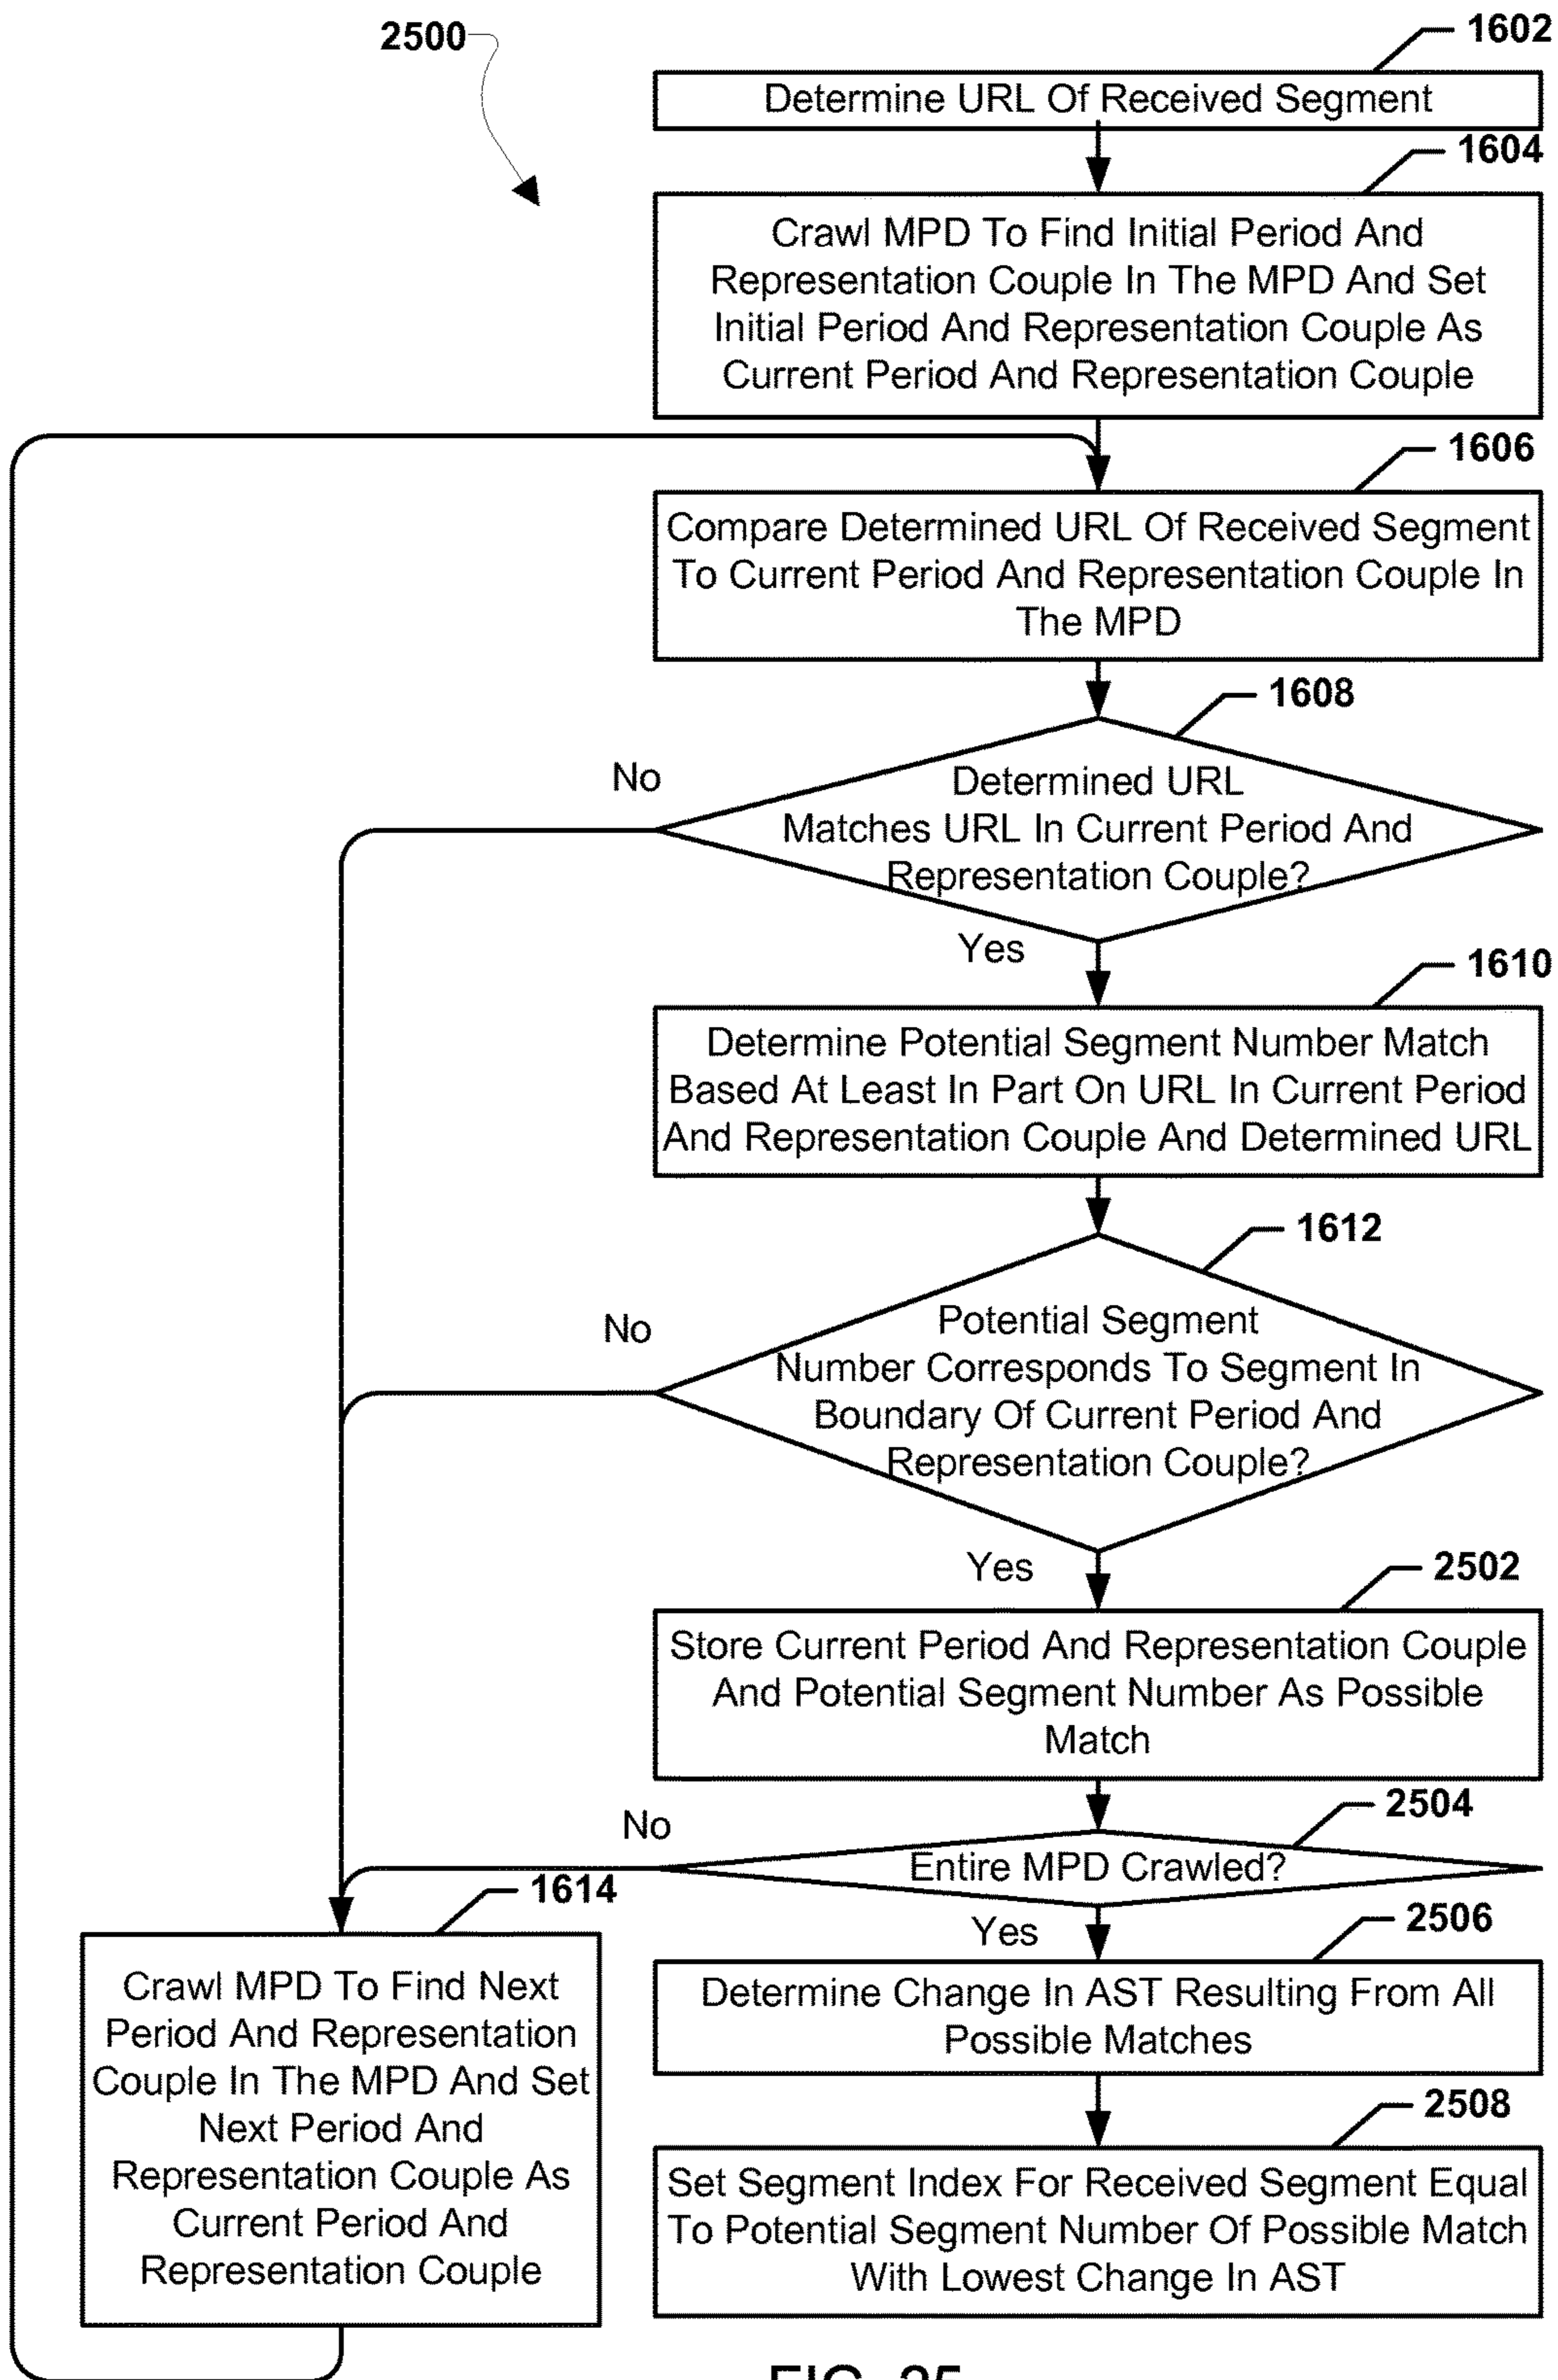 2500
1602
Determine URL Of Received Segment
1604
Crawl MPD To Find Initial Period And
Representation Couple In The MPD And Set
Initial Period And Representation Couple As
Current Period And Representation Couple
1606
Compare Determined URL Of Received Segment
To Current Period And Representation Couple In
The MPD
1608
No
Determined URL
Matches URL In Current Period And
Representation Couple?
Yes
1610
Determine Potential Segment Number Match
Based At Least In Part On URL In Current Period
And Representation Couple And Determined URL
1612
No
Potential Segment
Number Corresponds To Segment In
Boundary Of Current Period And
Representation Couple?
Yes
2502
Store Current Period And Representation Couple
And Potential Segment Number As Possible
Match
2504
No
Entire MPD Crawled?
1614
Crawl MPD To Find Next
Period And Representation
Couple In The MPD And Set
Next Period And
Representation Couple As
Current Period And
Representation Couple
Yes
2506
Determine Change In AST Resulting From All
Possible Matches
2508
Set Segment Index For Received Segment Equal
To Potential Segment Number Of Possible Match
With Lowest Change In AST
FIG. 25